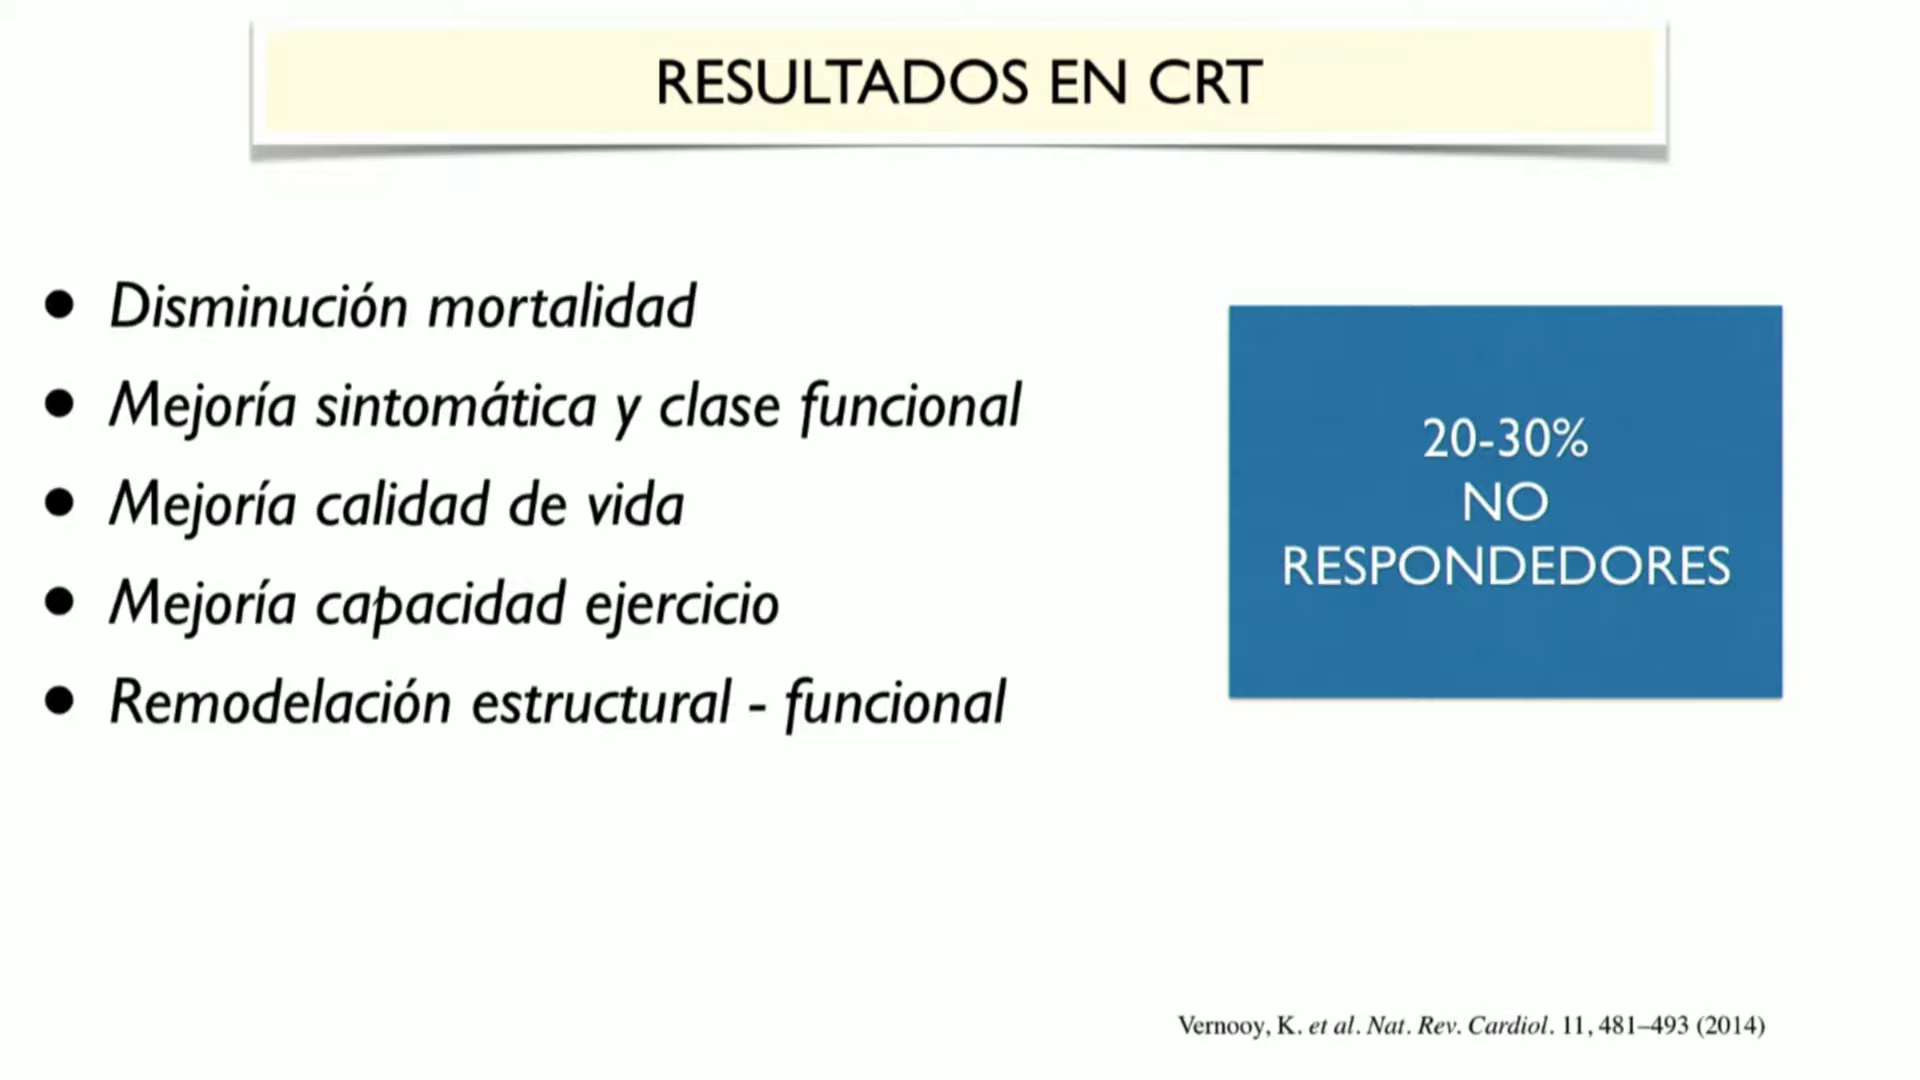 RESULTADOS EN CRT
• Disminución mortalidad
• Mejoría sintomática y clase funcional
• Mejoría calidad de vida
• Mejoría capacidad ejercicio
• Remodelación estructural - funcional
20-30%
NO
RESPONDEDORES
Vernooy, K. et al. Nat. Rev. Cardiol. 11, 481–493 (2014)